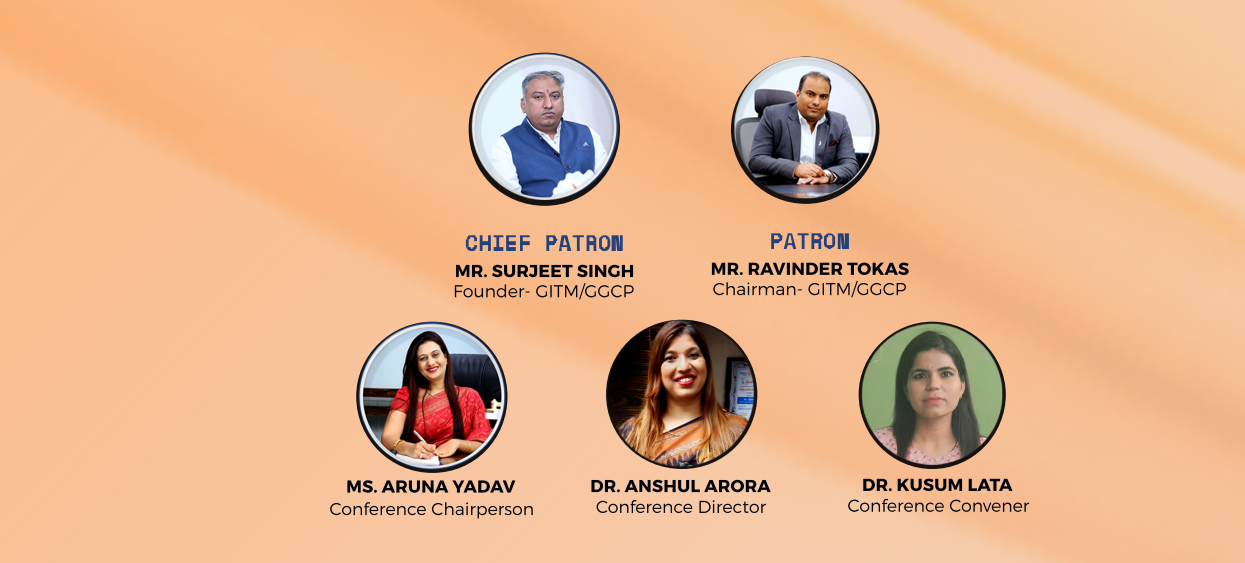 CHIEF PATRON
MR. SURJEET SINGH
Founder- GITM/GGCP
PATRON
MR. RAVINDER TOKAS
Chairman- GITM/GGCP
MS. ARUNA YADAV
Conference Chairperson
DR. ANSHUL ARORA
Conference Director
DR. KUSUM LATA
Conference Convener